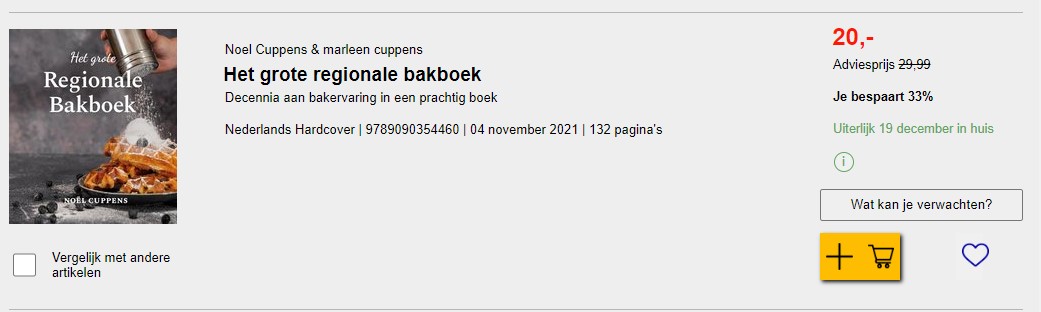 Het grote
Regionale
Bakboek
NOËL CUPPENS
Vergelijk met andere
artikelen
Noel Cuppens & marleen cuppens
Het grote regionale bakboek
Decennia aan bakervaring in een prachtig boek
Nederlands Hardcover | 9789090354460 | 04 november 2021 | 132 pagina's
20,-
Adviesprijs 29,99
Je bespaart 33%
Uiterlijk 19 december in huis
i
Wat kan je verwachten?